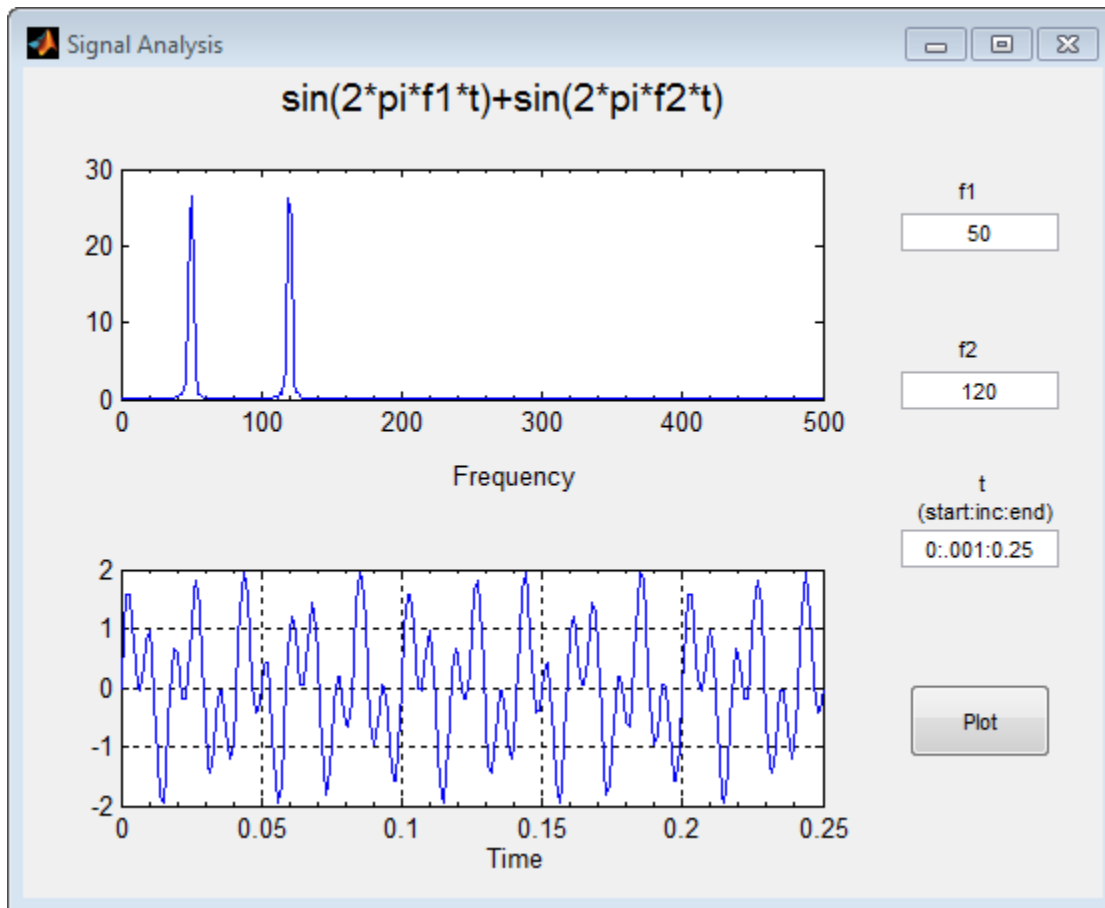 Signal Analysis
sin(2*pi*f1*t)+sin(2*pi*f2*t)
30
20
10
0
0 100 200 300 400 500
Frequency
f1
50
f2
120
t
(start:inc:end)
0:.001:0.25
2
1
0
-1
-2
0 0.05 0.1 0.15 0.2 0.25
Time
Plot